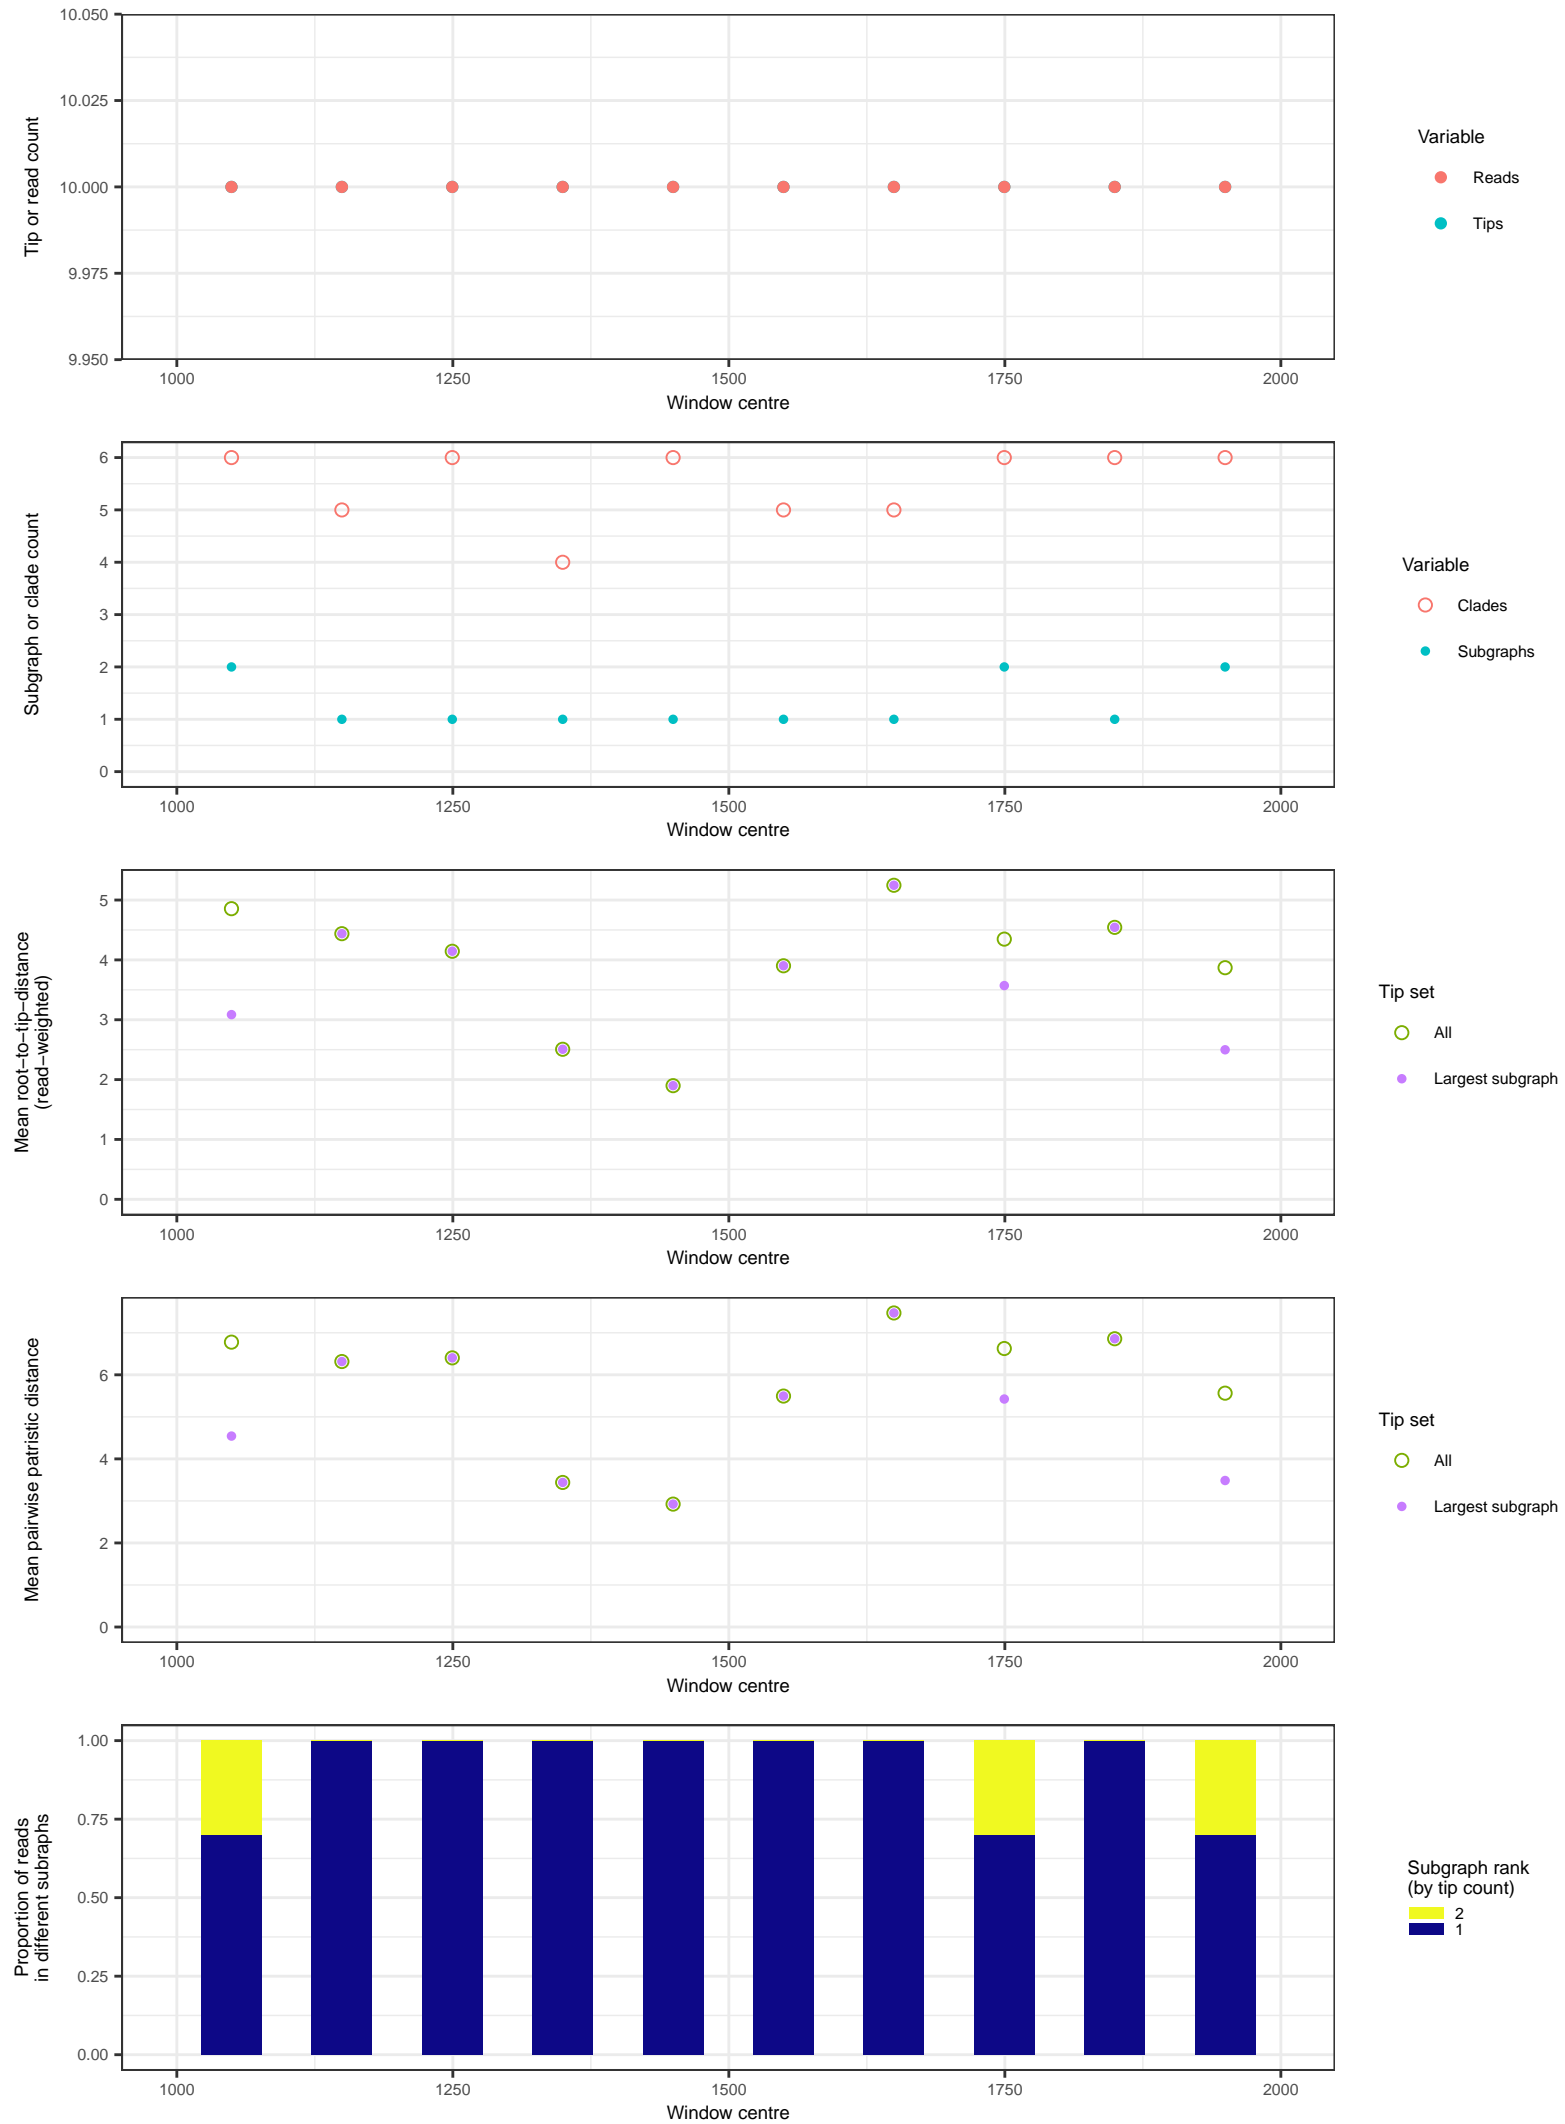 10.050
10.025
10.000
9.975
9.950
Tip or read count
1000 1250 1500 1750 2000
Window centre
Variable
Reads
Tips
6
5
4
3
2
1
0
Subgraph or clade count
1000 1250 1500 1750 2000
Window centre
Variable
Clades
Subgraphs
5
4
3
2
1
0
Mean root−to−tip−distance
(read−weighted)
1000 1250 1500 1750 2000
Window centre
Tip set
All
Largest subgraph
6
4
2
0
Mean pairwise patristic distance
1000 1250 1500 1750 2000
Window centre
Tip set
All
Largest subgraph
1.00
0.75
0.50
0.25
0.00
Proportion of reads
in different subraphs
1000 1250 1500 1750 2000
Window centre
Subgraph rank
(by tip count)
2
1